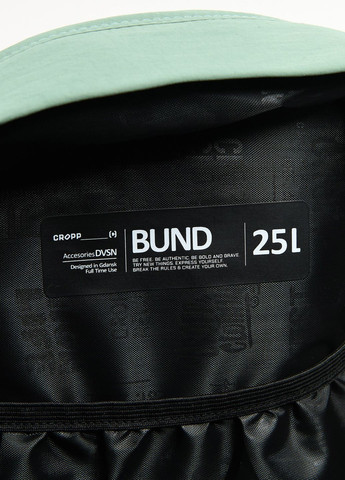 CROPP
Accesories DVSN
Designed in Gdansk
Full Time Use
BUND
BE FREE. BE AUTHENTIC, BE BOLD AND BRAVE.
TRY NEW THINGS. EXPRESS YOURSELF.
BREAK THE RULES & CREATE YOUR OWN.
25L